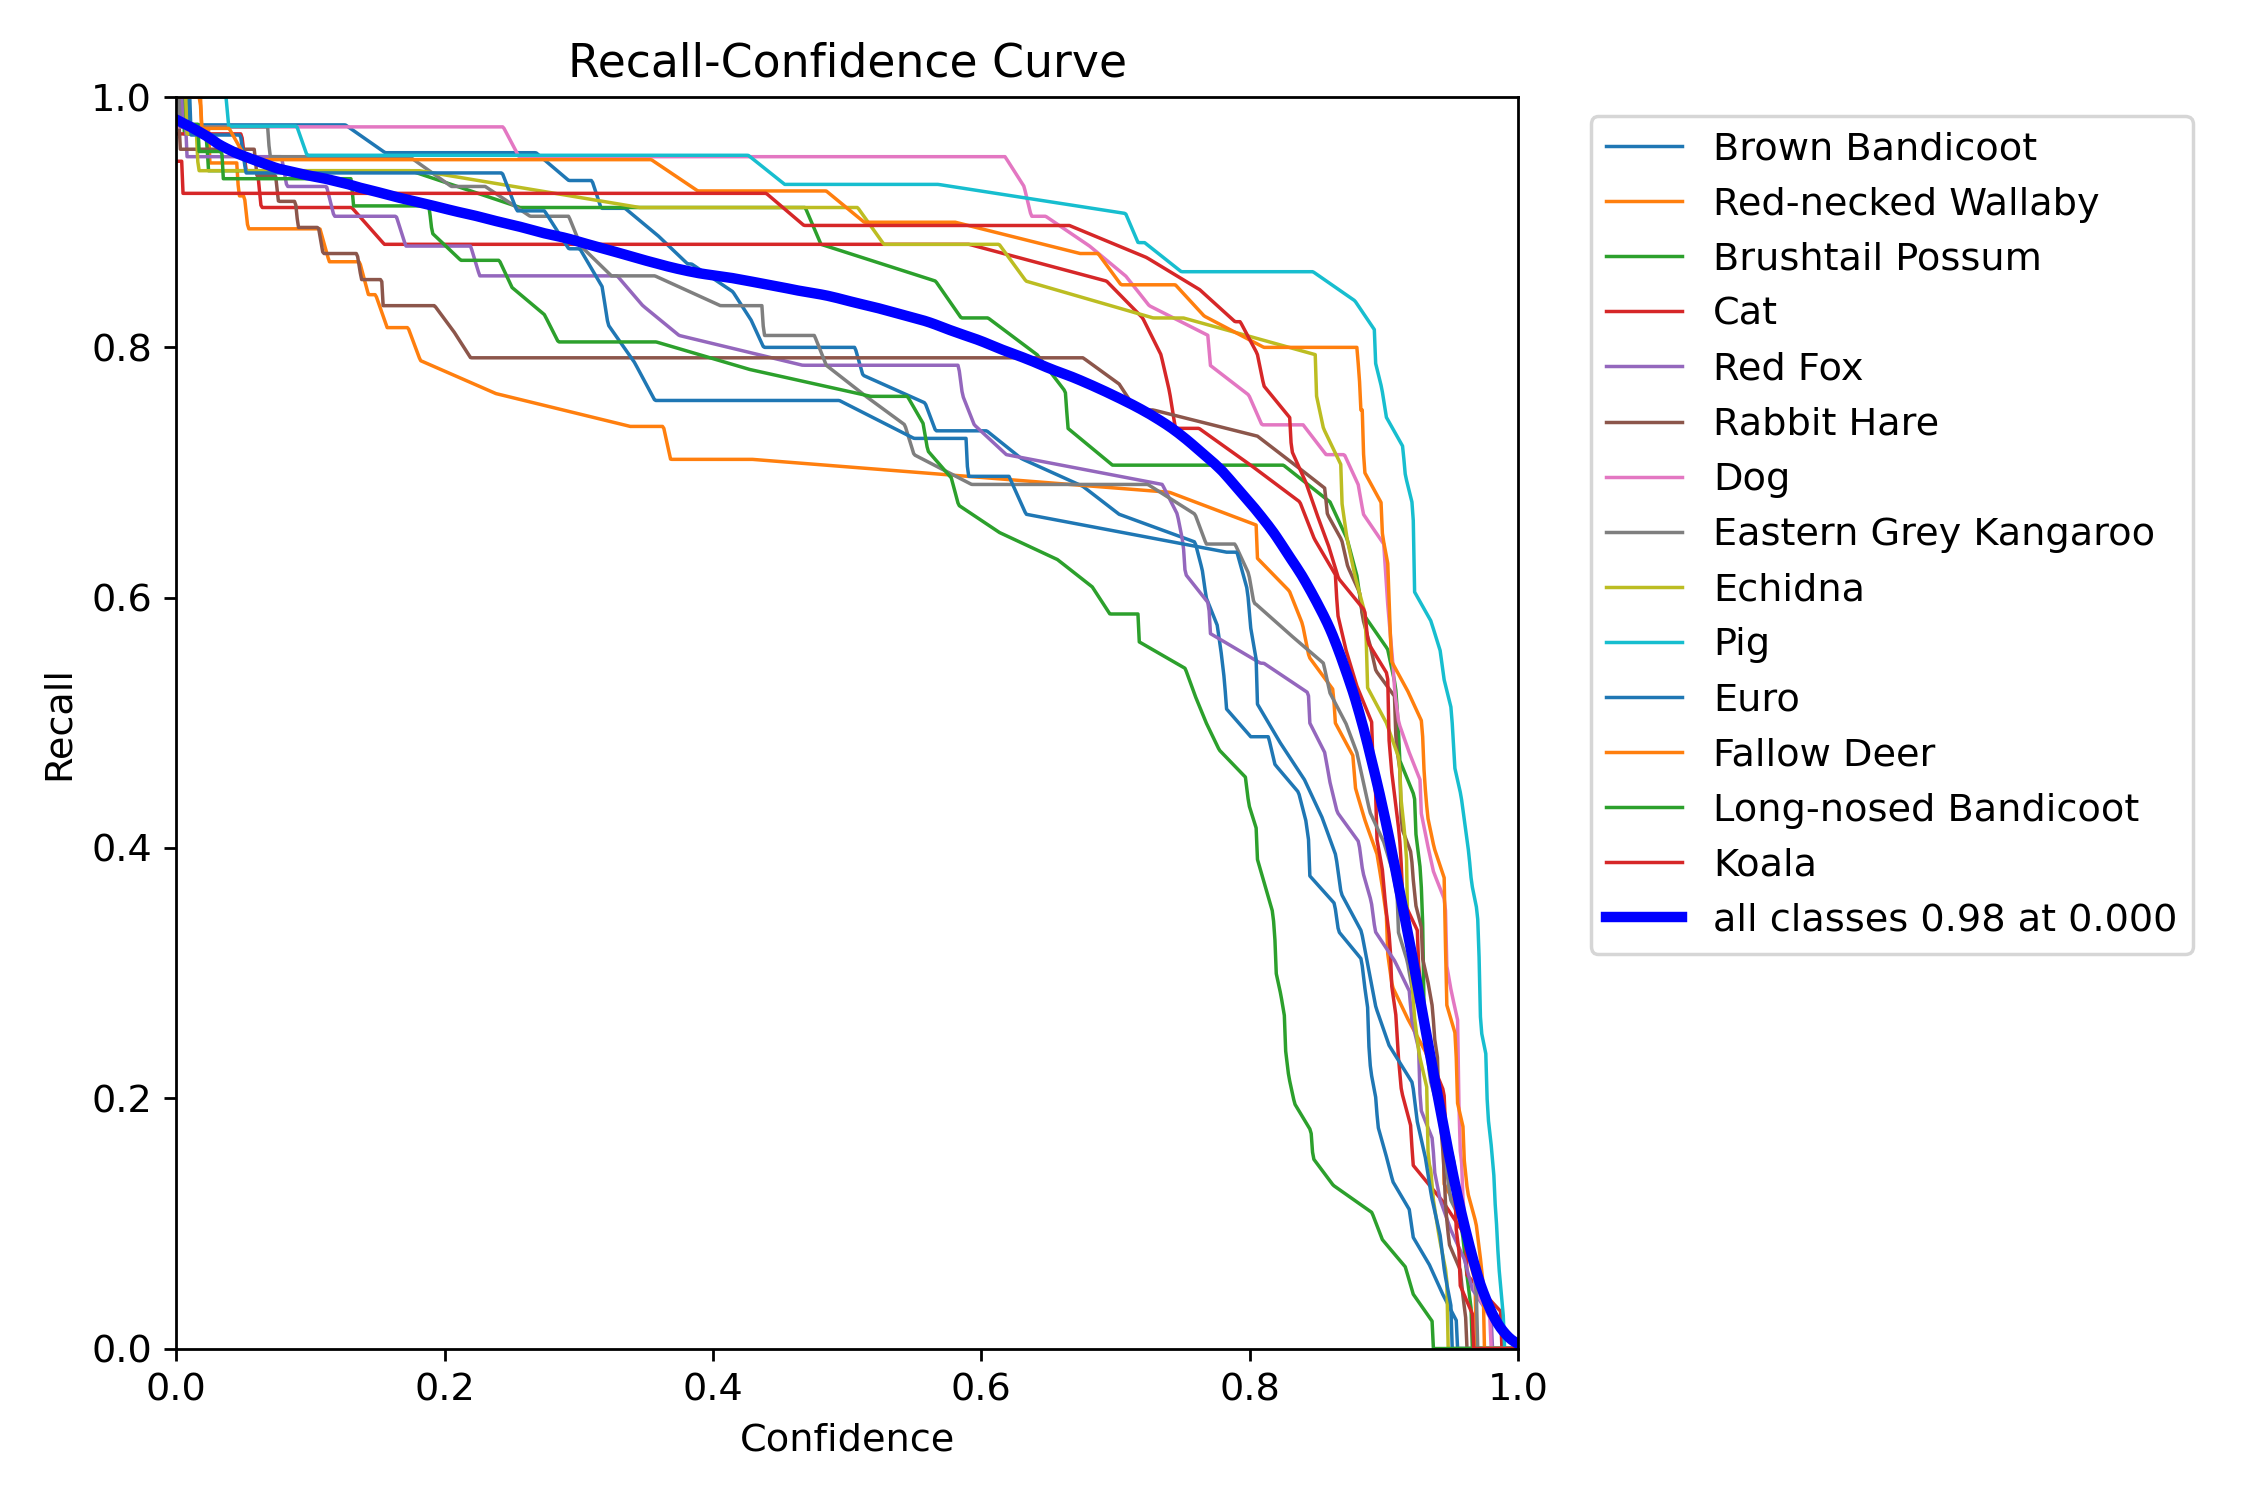 Recall-Confidence Curve
1.0
0.8
0.6
0.4
0.2
0.0
Recall
0.0 0.2 0.4 0.6 0.8 1.0
Confidence
Brown Bandicoot
Red-necked Wallaby
Brushtail Possum
Cat
Red Fox
Rabbit Hare
Dog
Eastern Grey Kangaroo
Echidna
Pig
Euro
Fallow Deer
Long-nosed Bandicoot
Koala
all classes 0.98 at 0.000